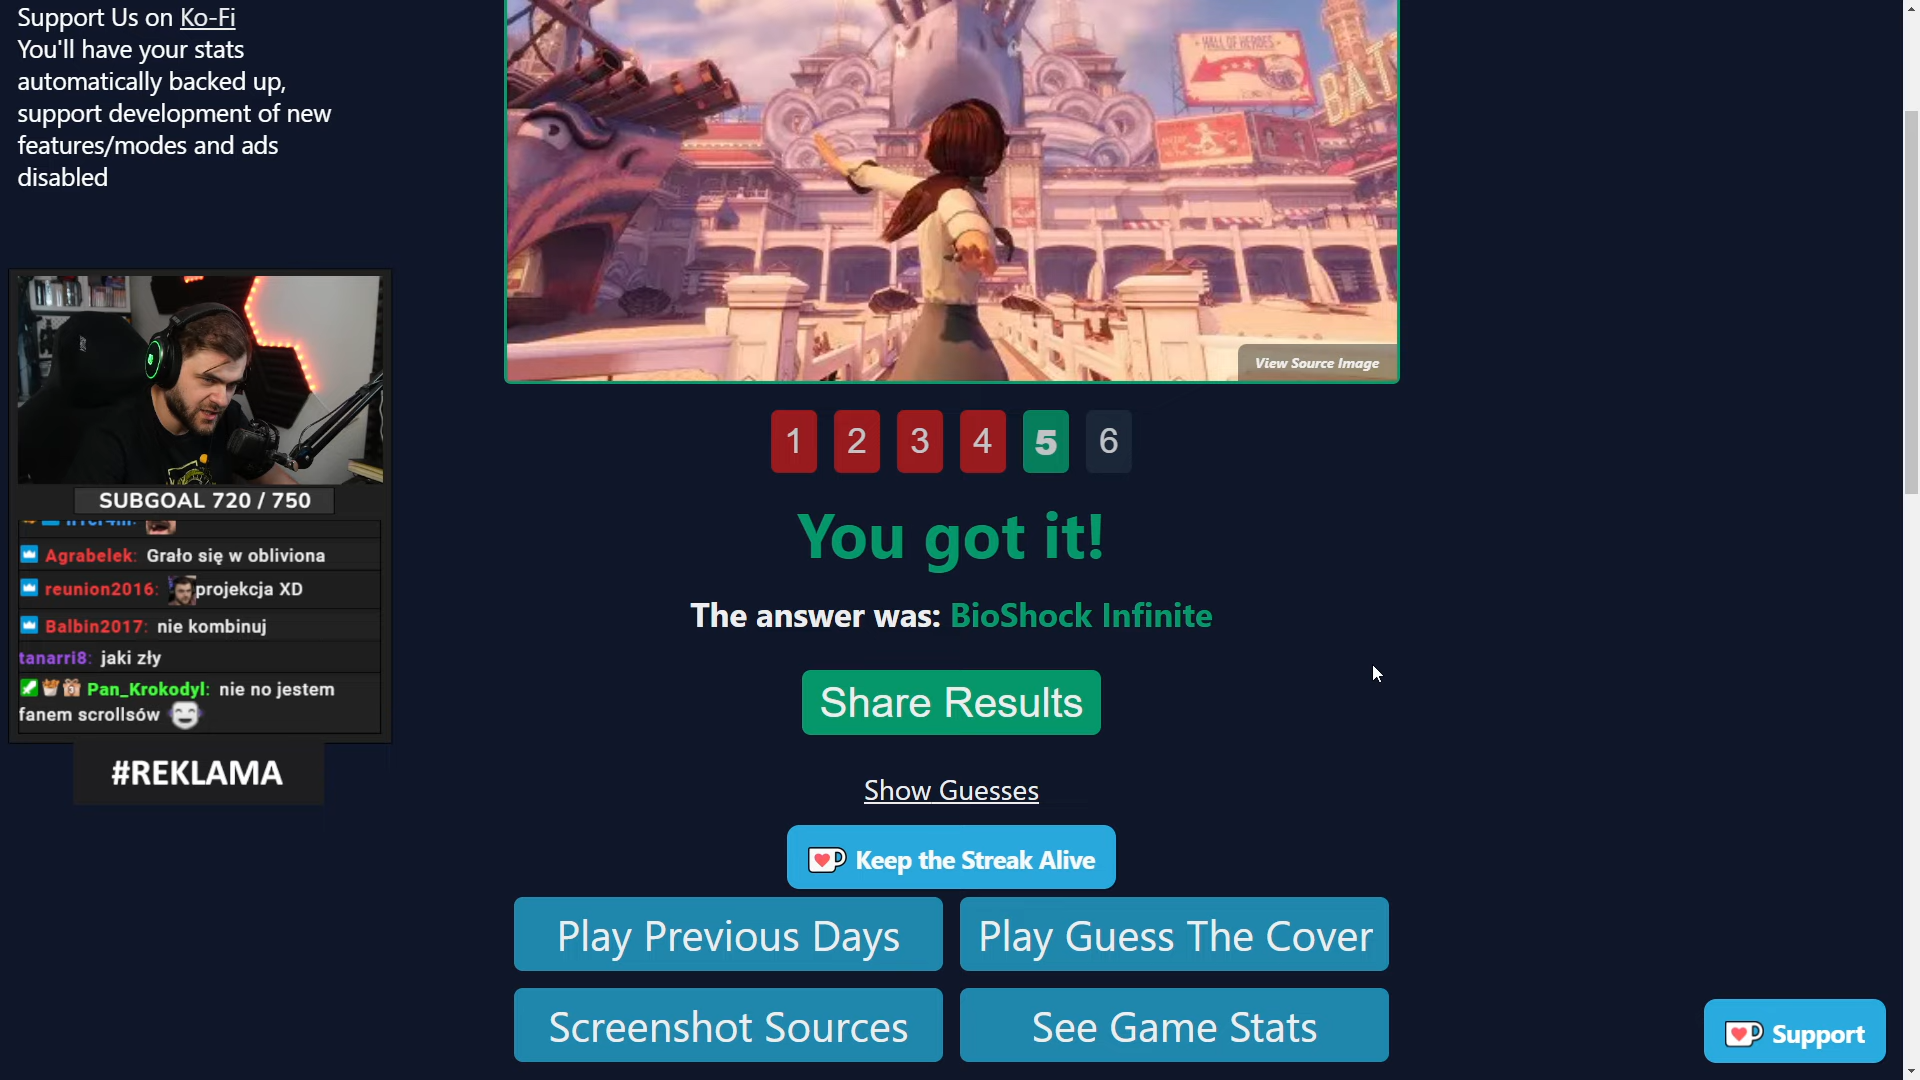 Support Us on Ko-Fi
You'll have your stats
automatically backed up,
support development of new
features/modes and ads
disabled
HALL OF HEROES
BAT
View Source Image
1 2 3 4 5 6
You got it!
The answer was: BioShock Infinite
Share Results
Show Guesses
Keep the Streak Alive
Play Previous Days
Play Guess The Cover
Screenshot Sources
See Game Stats
Support
SUBGOAL 720 / 750
Agrabelek: Grało się w obliviona
reunion2016: projekcja XD
Balbin2017: nie kombinuj
tanarri8: jaki zły
Pan_Krokodyl: nie no jestem
fanem scrollsów
#REKLAMA